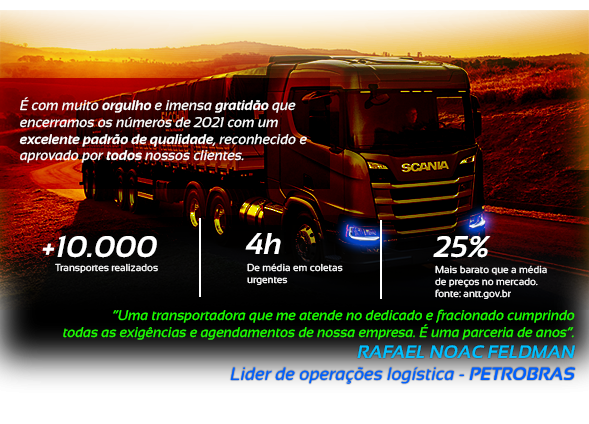 É com muito orgulho e imensa gratidão que
encerramos os números de 2021 com um
excelente padrão de qualidade, reconhecido e
aprovado por todos nossos clientes.
SCANIA
+10.000
Transportes realizados
4h
De média em coletas
urgentes
25%
Mais barato que a média
de preços no mercado.
fonte: antt.gov.br
"Uma transportadora que me atende no dedicado e fracionado cumprindo
todas as exigências e agendamentos de nossa empresa. É uma parceria de anos".
RAFAEL NOAC FELDMAN
Lider de operações logística - PETROBRAS